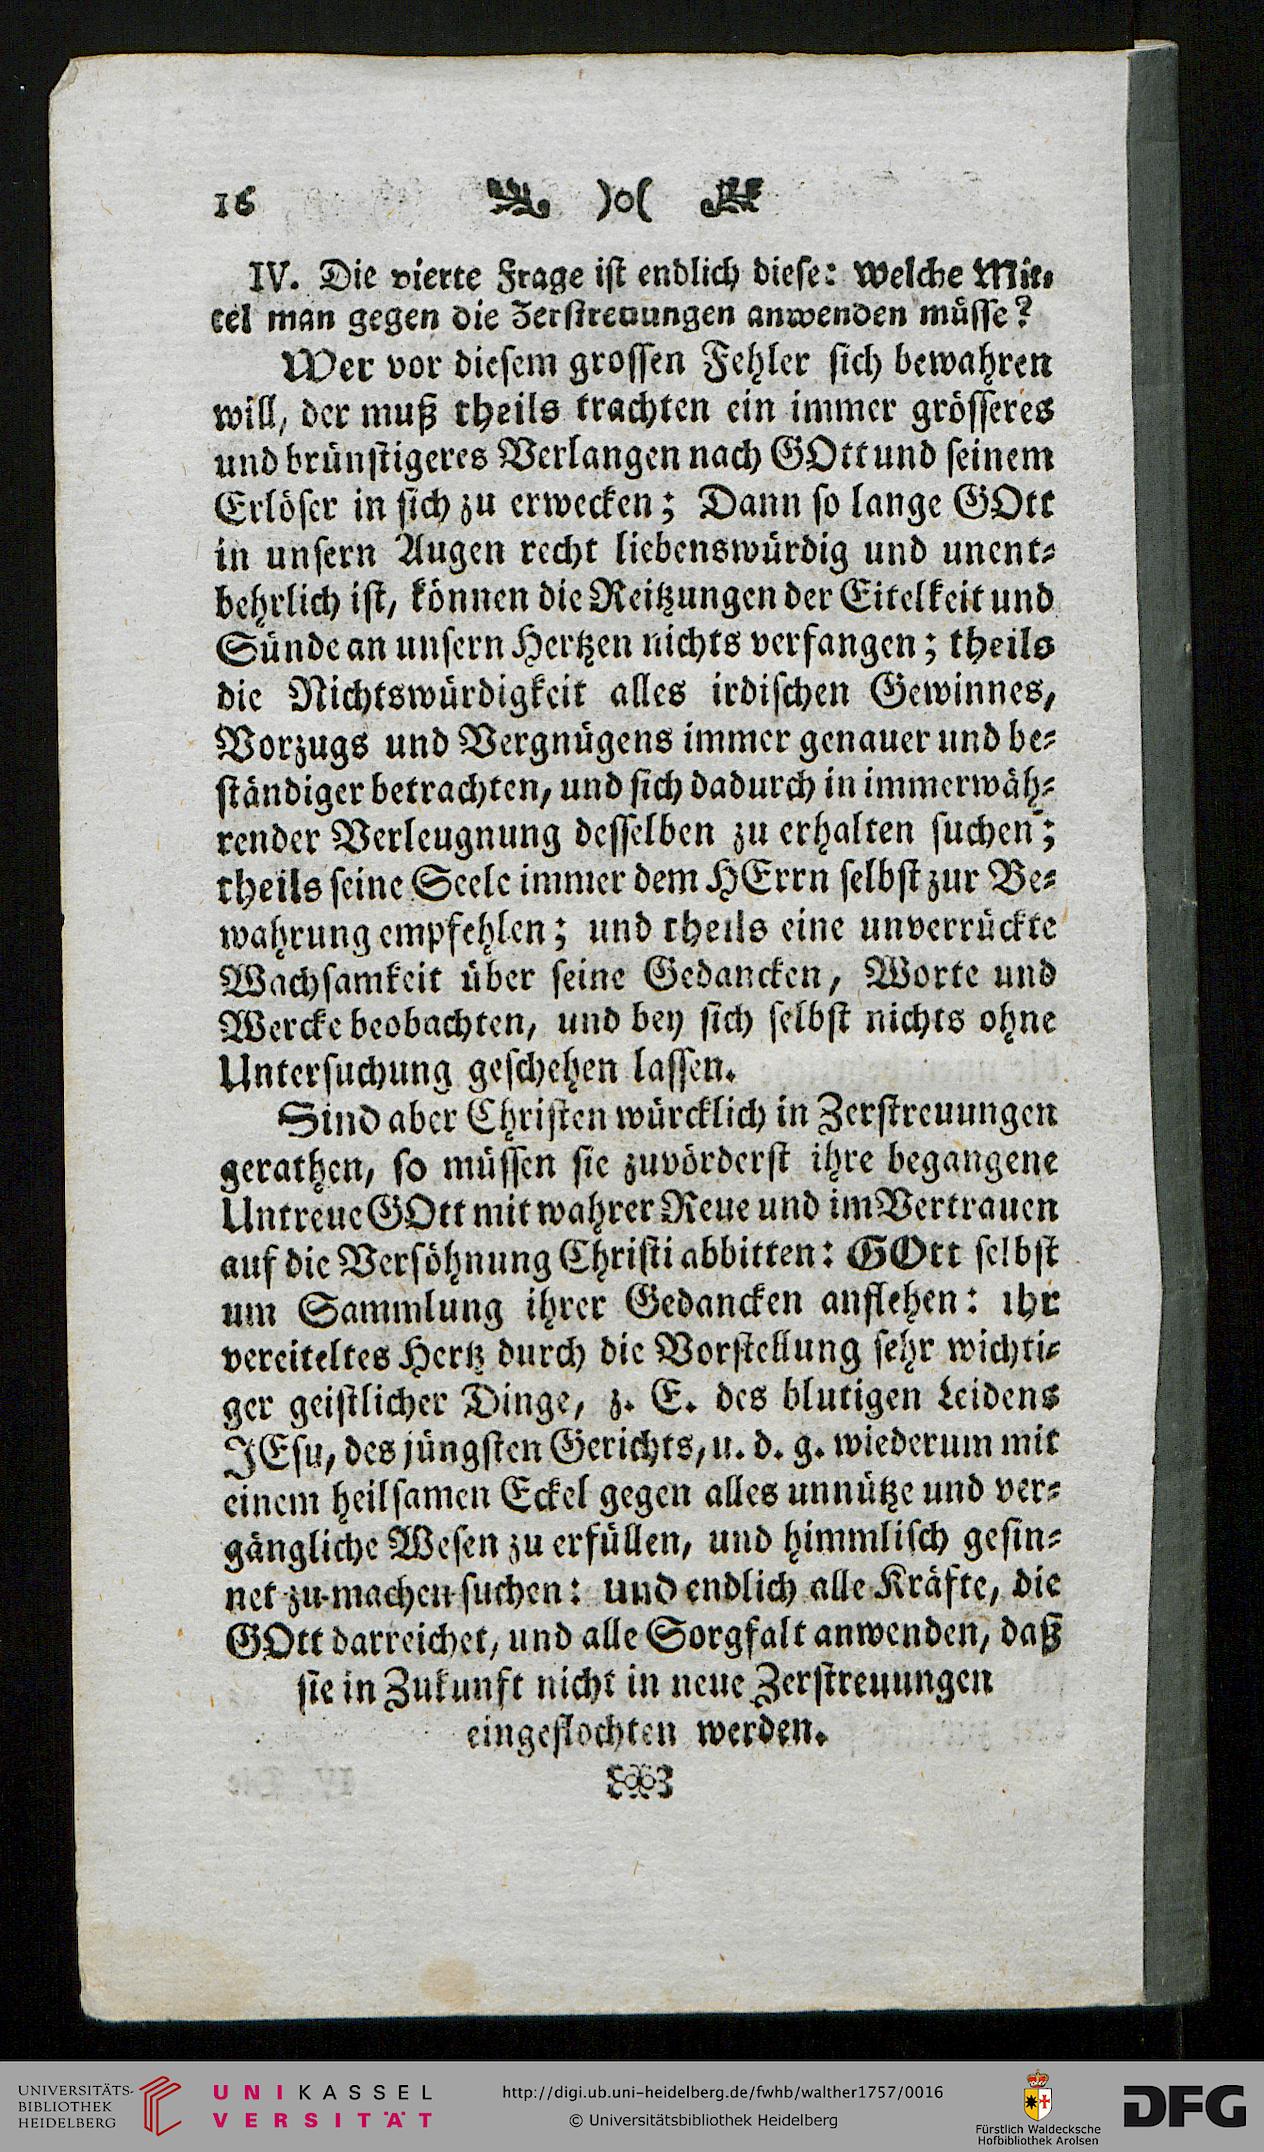 16 )o(
IV. Die vierte Frage ist endlich diese: Welche Mit-
tel man gegen die Zerstreuungen anwenden müsse?
Wer vor diesem grossen Fehler sich bewahren
will, der muß theils trachten ein immer grösseres
und brünstigeres Verlangen nach GOtt und seinem
Erlöser in sich zu erwecken; Dann so lange GOtt
in unsern Augen recht liebenswürdig und unent-
behrlich ist, können die Reitzungen der Eitelkeit und
Sünde an unsern Hertzen nichts verfangen; theils
die Nichtswürdigkeit alles irdischen Gewinnes,
Vorzugs und Vergnügens immer genauer und be-
ständiger betrachten, und sich dadurch in immerwäh-
render Verleugnung desselben zu erhalten suchen;
theils seine Seele immer dem HErrn selbst zur Be-
wahrung empfehlen; und theils eine unverrückte
Wachsamkeit über seine Gedancken, Worte und
Wercke beobachten, und bey sich selbst nichts ohne
Untersuchung geschehen lassen.
Sind aber Christen würcklich in Zerstreuungen
gerathen, so müssen sie zuvörderst ihre begangene
Untreue GOtt mit wahrer Reue und im Vertrauen
auf die Versöhnung Christi abbitten: GOtt selbst
um Sammlung ihrer Gedancken anflehen: ihr
vereiteltes Hertz durch die Vorstellung sehr wichti-
ger geistlicher Dinge, z. E. des blutigen Leidens
JEsu, des jüngsten Gerichts, u. d. g. wiederum mit
einem heilsamen Eckel gegen alles unnütze und ver-
gängliche Wesen zu erfüllen, und himmlisch gesin-
net zu machen suchen: und endlich alle Kräfte, die
GOtt darreichet, und alle Sorgfalt anwenden, daß
sie in Zukunft nicht in neue Zerstreuungen
eingeflochten werden.
UNIVERSITÄTS-
BIBLIOTHEK
HEIDELBERG
UNIKASSEL
VERSITÄT
http://digi.ub.uni-heidelberg.de/fwhb/walther1757/0016
© Universitätsbibliothek Heidelberg
Fürstlich Waldecksche
Hofbibliothek Arolsen
DFG